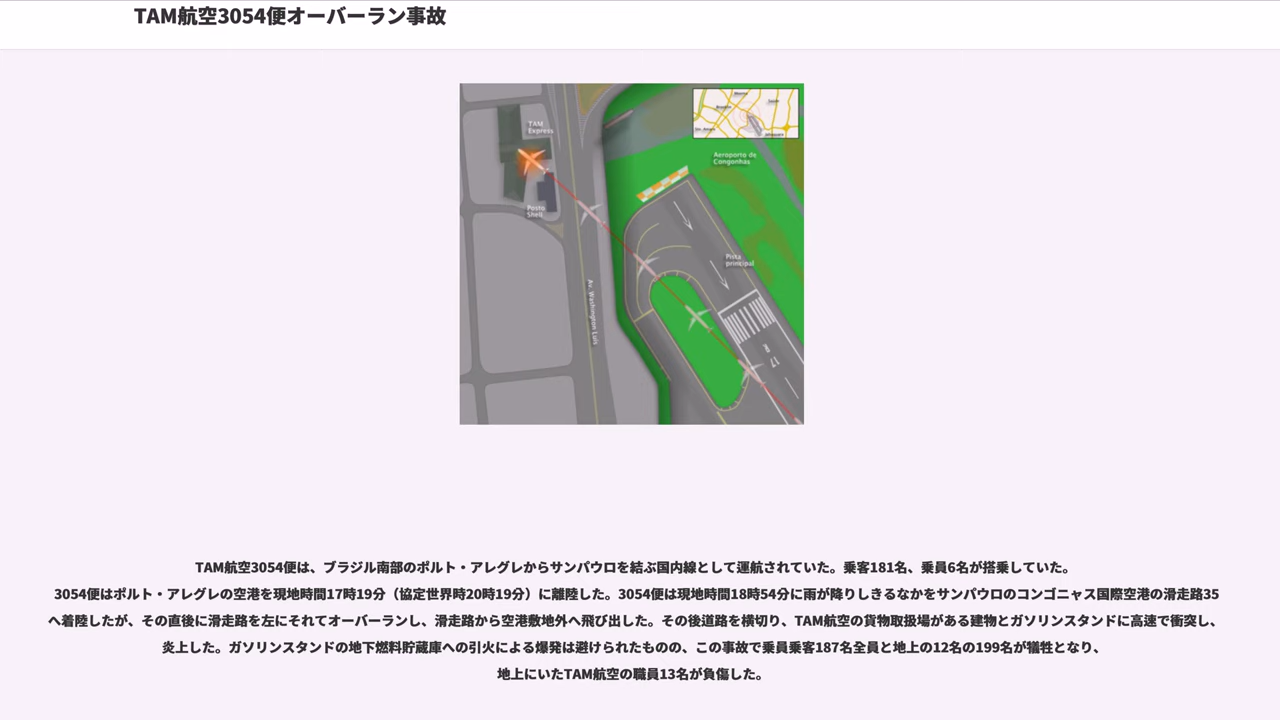 TAM航空3054便オーバーラン事故
TAM
Express
Posto
Shell
Av. Washington Luís
Aeroporto de
Congonhas
Pista
principal
TAM航空3054便は、ブラジル南部のポルト・アレグレからサンパウロを結ぶ国内線として運航されていた。乗客181名、乗員6名が搭乗していた。
3054便はポルト・アレグレの空港を現地時間17時19分（協定世界時20時19分）に離陸した。3054便は現地時間18時54分に雨が降りしきるなかをサンパウロのコンゴニャス国際空港の滑走路35
へ着陸したが、その直後に滑走路を左にそれてオーバーランし、滑走路から空港敷地外へ飛び出した。その後道路を横切り、TAM航空の貨物取扱場がある建物とガソリンスタンドに高速で衝突し、
炎上した。ガソリンスタンドの地下燃料貯蔵庫への引火による爆発は避けられたものの、この事故で乗員乗客187名全員と地上の12名の199名が犠牲となり、
地上にいたTAM航空の職員13名が負傷した。